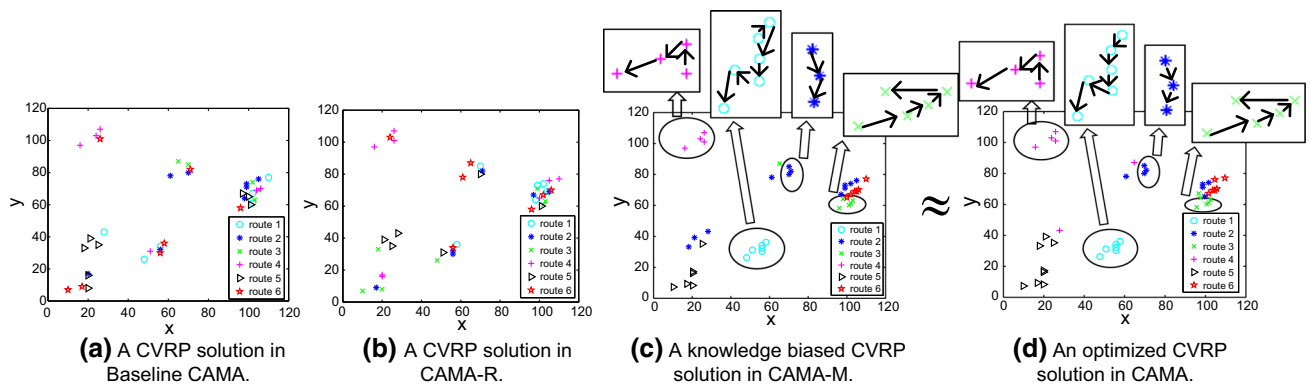 120
100
80
60
40
20
0
y
0 20 40 60 80 100 120
x
route 1
route 2
route 3
route 4
route 5
route 6
(a) A CVRP solution in
Baseline CAMA.
120
100
80
60
40
20
0
y
0 20 40 60 80 100 120
x
route 1
route 2
route 3
route 4
route 5
route 6
(b) A CVRP solution in
CAMA-R.
120
100
80
60
40
20
0
y
0 20 40 60 80 100 120
x
route 1
route 2
route 3
route 4
route 5
route 6
(c) A knowledge biased CVRP
solution in CAMA-M.
≈
120
100
80
60
40
20
0
y
0 20 40 60 80 100 120
x
route 1
route 2
route 3
route 4
route 5
route 6
(d) An optimized CVRP
solution in CAMA.